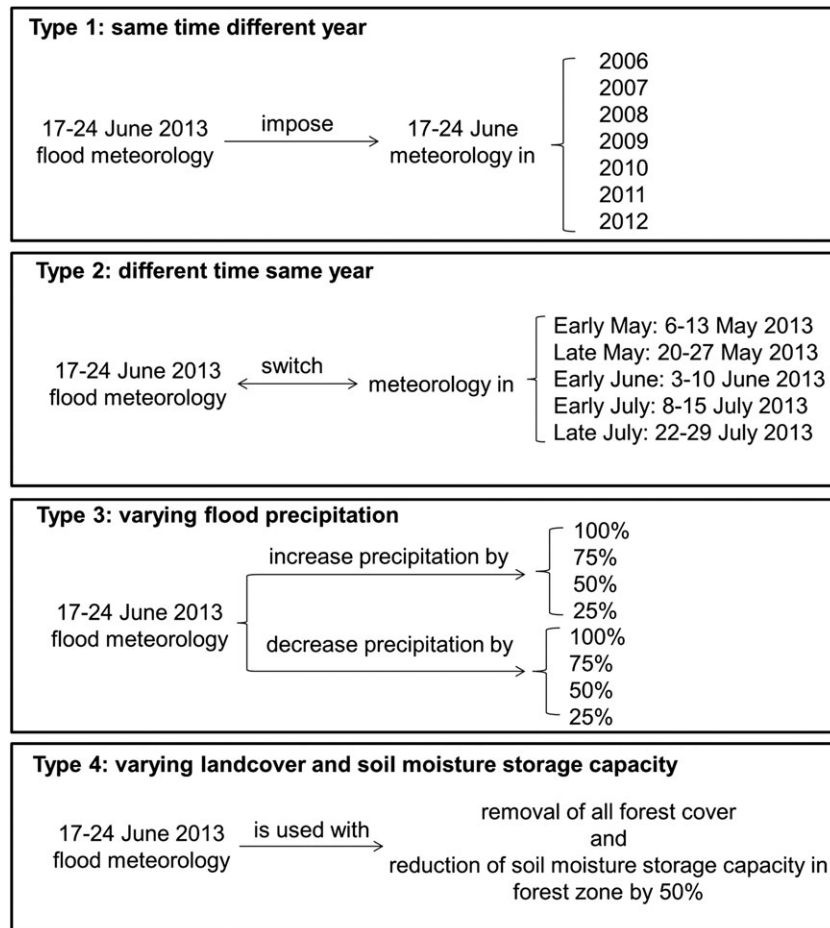 Type 1: same time different year
17-24 June 2013
flood meteorology
impose
17-24 June
meteorology in
2006
2007
2008
2009
2010
2011
2012
Type 2: different time same year
17-24 June 2013
flood meteorology
switch
meteorology in
Early May: 6-13 May 2013
Late May: 20-27 May 2013
Early June: 3-10 June 2013
Early July: 8-15 July 2013
Late July: 22-29 July 2013
Type 3: varying flood precipitation
17-24 June 2013
flood meteorology
increase precipitation by
100%
75%
50%
25%
decrease precipitation by
100%
75%
50%
25%
Type 4: varying landcover and soil moisture storage capacity
17-24 June 2013
flood meteorology
is used with
removal of all forest cover
and
reduction of soil moisture storage capacity in
forest zone by 50%